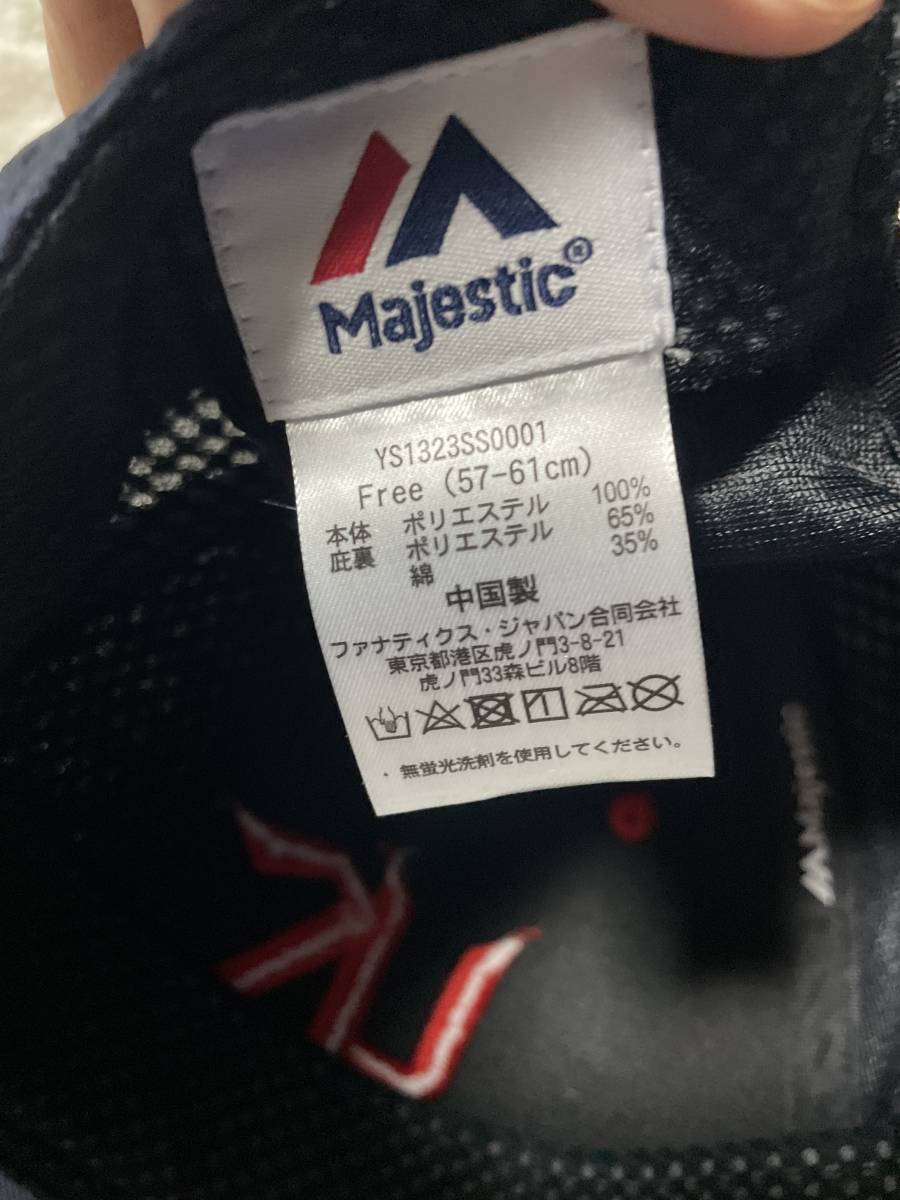 Majestic®
YS1323SS0001
Free (57-61cm)
本体 ポリエステル 100%
庇裏 ポリエステル 65%
綿 35%
中国製
ファナティクス・ジャパン合同会社
東京都港区虎ノ門3-8-21
虎ノ門33森ビル8階
・無蛍光洗剤を使用してください。